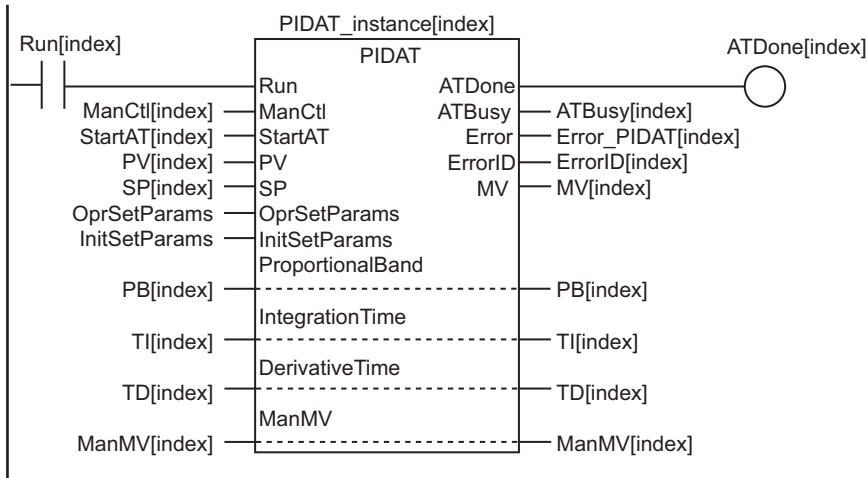 PIDAT_instance[index]
Run[index]
PIDAT
ATDone[index]
Run
ATDone
ManCtl[index]
ManCtl
ATBusy
ATBusy[index]
StartAT[index]
StartAT
Error
Error_PIDAT[index]
PV[index]
PV
ErrorID
ErrorID[index]
SP[index]
SP
MV
MV[index]
OprSetParams
OprSetParams
InitSetParams
InitSetParams
ProportionalBand
PB[index]
PB[index]
IntegrationTime
TI[index]
TI[index]
DerivativeTime
TD[index]
TD[index]
ManMV
ManMV[index]
ManMV[index]